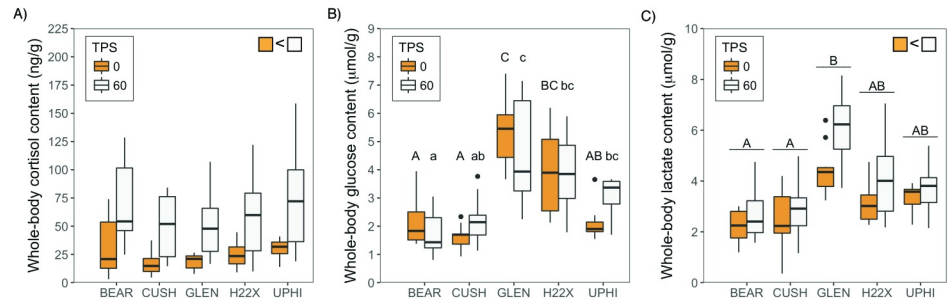 A)
Whole-body cortisol content (ng/g)
225
200
175
150
125
100
75
50
25
0
TPS
0
60
<
BEAR CUSH GLEN H22X UPHI
B)
Whole-body glucose content (μmol/g)
9
8
7
6
5
4
3
2
1
0
TPS
0
60
C c
BC bc
A a A ab AB bc
BEAR CUSH GLEN H22X UPHI
C)
Whole-body lactate content (μmol/g)
10
8
6
4
2
0
TPS
0
60
<
B
AB
AB
A A
BEAR CUSH GLEN H22X UPHI